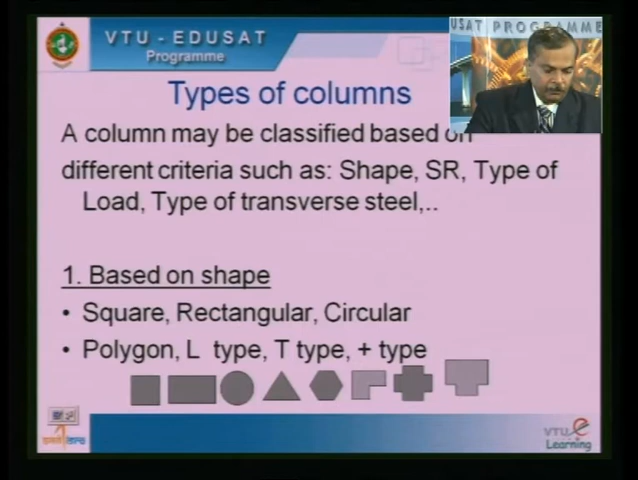 VTU - EDUSAT
Programme
USAT PROGRAMME
Types of columns
A column may be classified based on
different criteria such as: Shape, SR, Type of
Load, Type of transverse steel,..
1. Based on shape
• Square, Rectangular, Circular
• Polygon, L type, T type, + type
VTU e
Learning